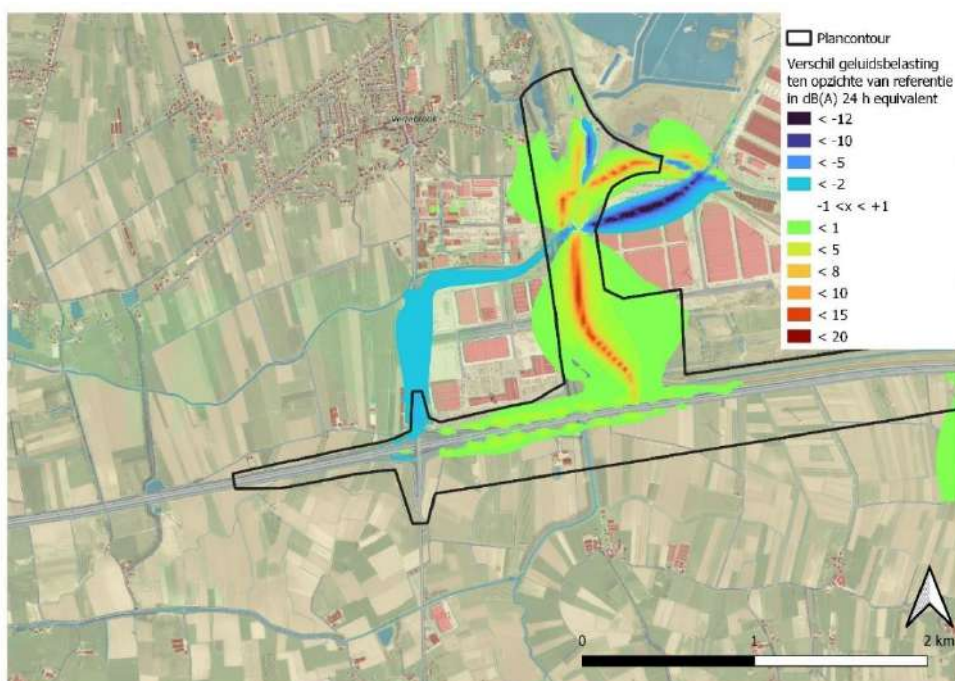 Plancontour
Verschil geluidsbelasting
ten opzichte van referentie
in dB(A) 24 h equivalent
< -12
< -10
< -5
< -2
-1 <x < +1
< 1
< 5
< 8
< 10
< 15
< 20
Verrebroek
0 1 2 km